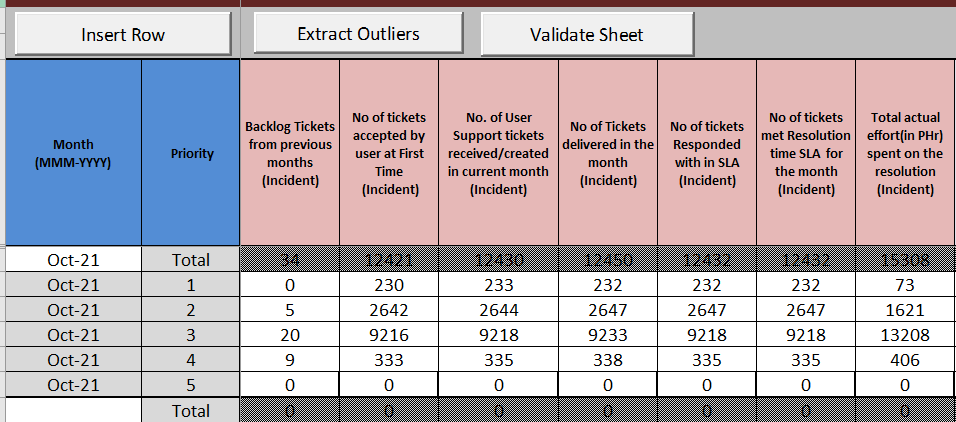 Insert Row Extract Outliers Validate Sheet
Month
(MMM-YYYY)
Priority
Backlog Tickets
from previous
months
(Incident)
No of tickets
accepted by
user at First
Time
(Incident)
No. of User
Support tickets
received/created
in current month
(Incident)
No of Tickets
delivered in the
month
(Incident)
No of tickets
Responded
with in SLA
(Incident)
No of tickets
met Resolution
time SLA for
the month
(Incident)
Total actual
effort(in PHr)
spent on the
resolution
(Incident)
Oct-21 Total 34 12421 12430 12450 12432 12432 15308
Oct-21 1 0 230 233 232 232 232 73
Oct-21 2 5 2642 2644 2647 2647 2647 1621
Oct-21 3 20 9216 9218 9233 9218 9218 13208
Oct-21 4 9 333 335 338 335 335 406
Oct-21 5 0 0 0 0 0 0 0
Total 0 0 0 0 0 0 0